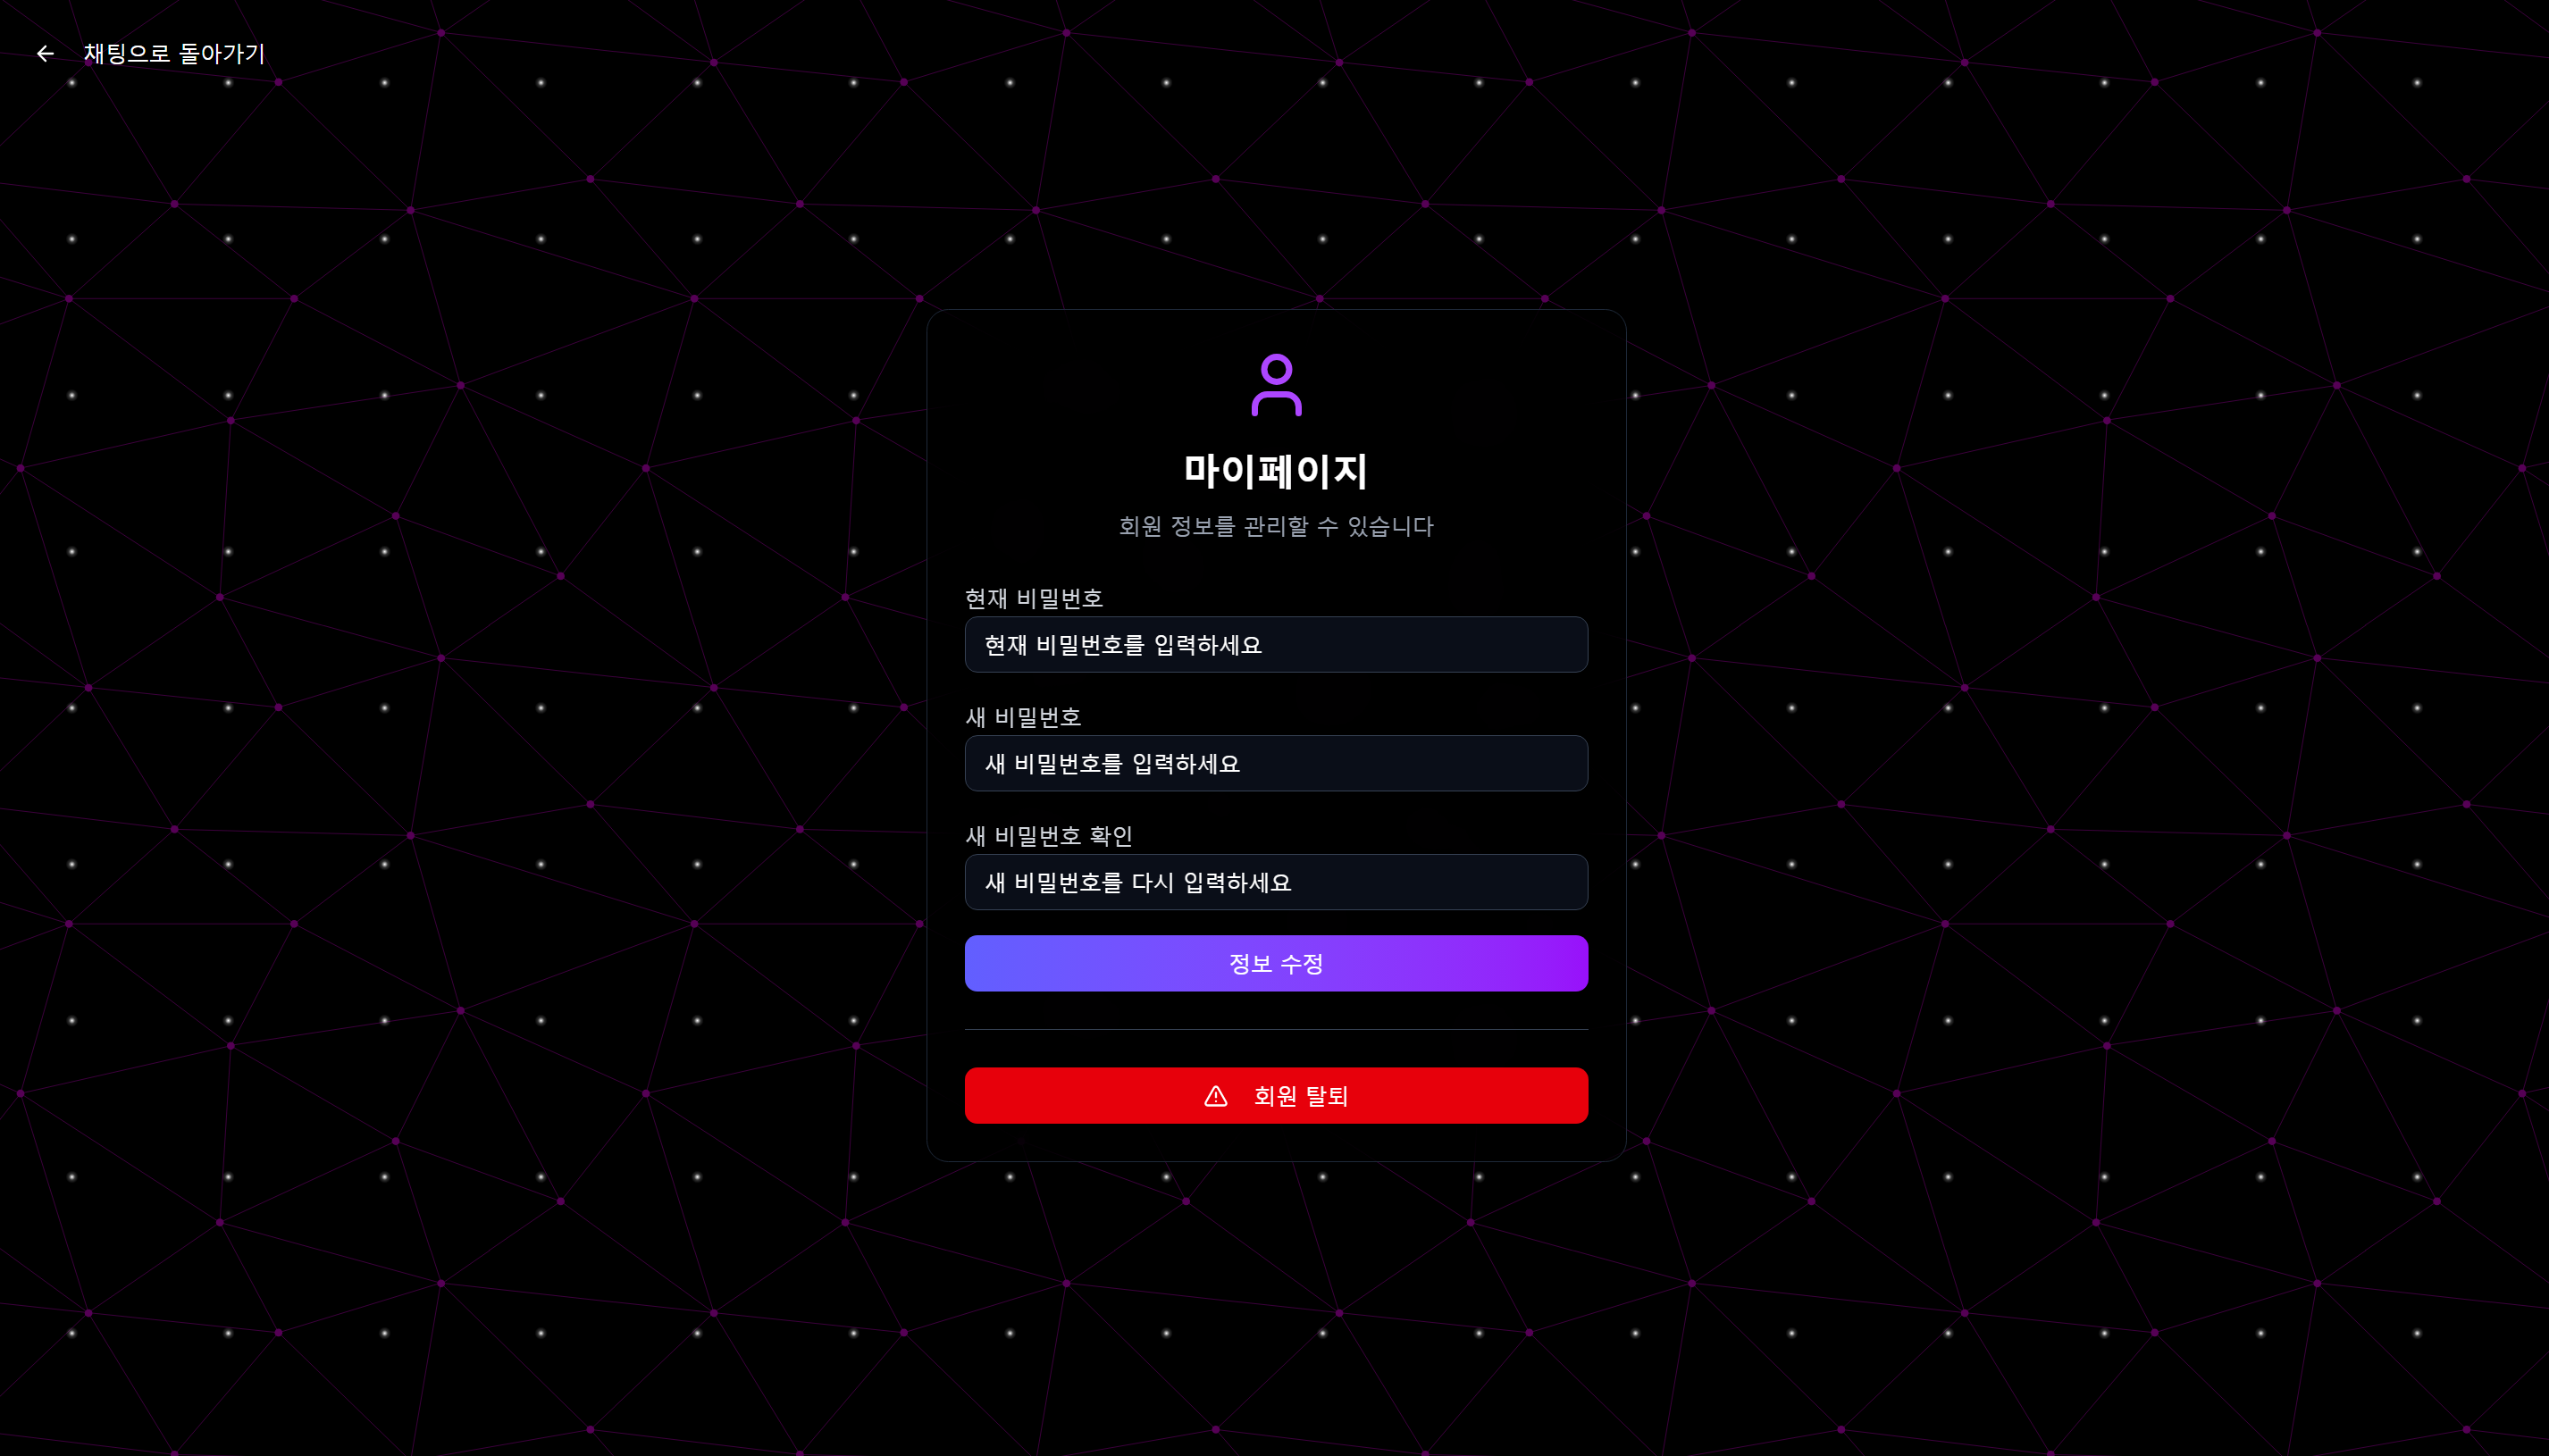 채팅으로 돌아가기
마이페이지
회원 정보를 관리할 수 있습니다
현재 비밀번호
현재 비밀번호를 입력하세요
새 비밀번호
새 비밀번호를 입력하세요
새 비밀번호 확인
새 비밀번호를 다시 입력하세요
정보 수정
회원 탈퇴